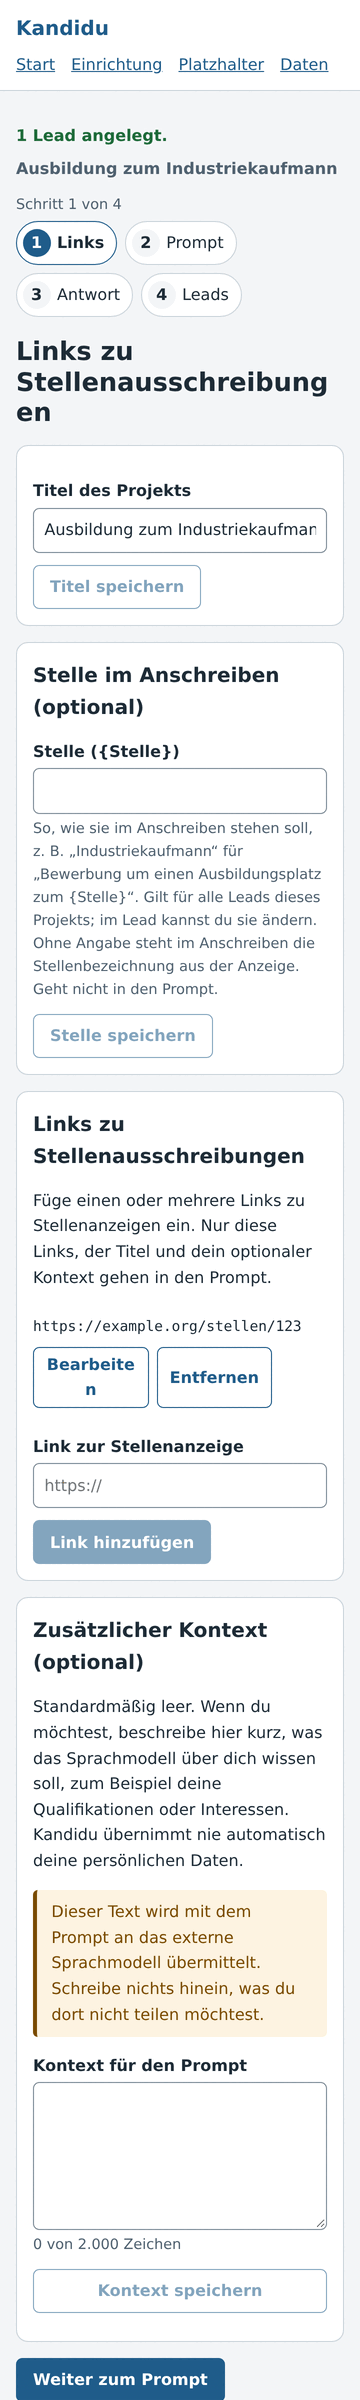 Kandidu
Start Einrichtung Platzhalter Daten
1 Lead angelegt.
Ausbildung zum Industriekaufmann
Schritt 1 von 4
1 Links 2 Prompt
3 Antwort 4 Leads
Links zu
Stellenausschreibung
en
Titel des Projekts
Ausbildung zum Industriekaufman
Titel speichern
Stelle im Anschreiben
(optional)
Stelle ({Stelle})
So, wie sie im Anschreiben stehen soll,
z. B. „Industriekaufmann“ für
„Bewerbung um einen Ausbildungsplatz
zum {Stelle}“. Gilt für alle Leads dieses
Projekts; im Lead kannst du sie ändern.
Ohne Angabe steht im Anschreiben die
Stellenbezeichnung aus der Anzeige.
Geht nicht in den Prompt.
Stelle speichern
Links zu
Stellenausschreibungen
Füge einen oder mehrere Links zu
Stellenanzeigen ein. Nur diese
Links, der Titel und dein optionaler
Kontext gehen in den Prompt.
https://example.org/stellen/123
Bearbeite
n
Entfernen
Link zur Stellenanzeige
https://
Link hinzufügen
Zusätzlicher Kontext
(optional)
Standardmäßig leer. Wenn du
möchtest, beschreibe hier kurz, was
das Sprachmodell über dich wissen
soll, zum Beispiel deine
Qualifikationen oder Interessen.
Kandidu übernimmt nie automatisch
deine persönlichen Daten.
Dieser Text wird mit dem
Prompt an das externe
Sprachmodell übermittelt.
Schreibe nichts hinein, was du
dort nicht teilen möchtest.
Kontext für den Prompt
0 von 2.000 Zeichen
Kontext speichern
Weiter zum Prompt